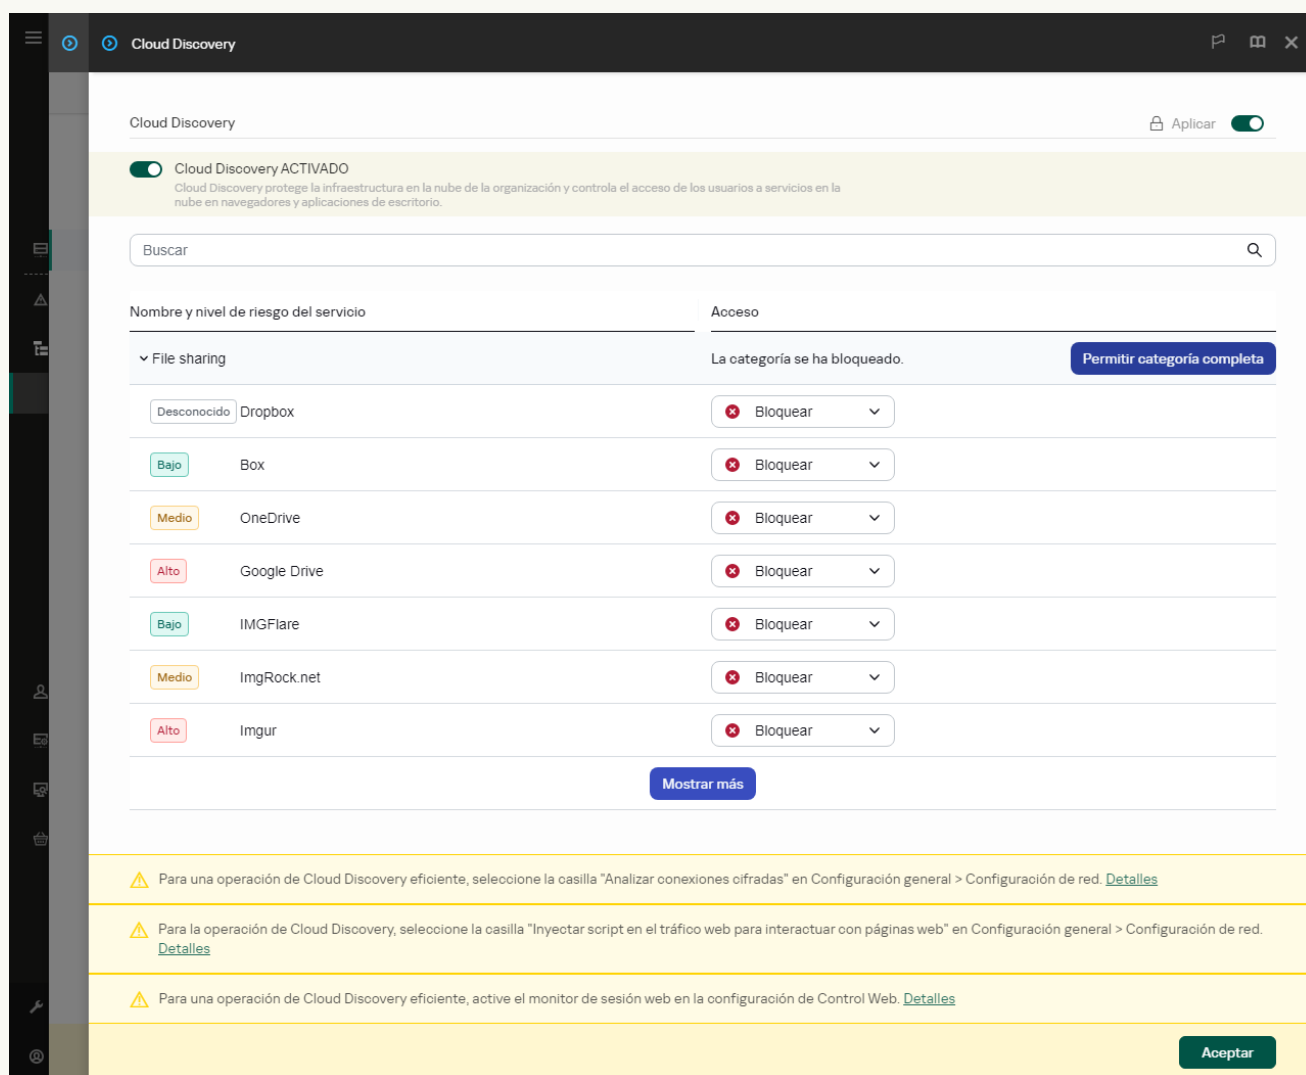 Cloud Discovery
Cloud Discovery
Aplicar
Cloud Discovery ACTIVADO
Cloud Discovery protege la infraestructura en la nube de la organización y controla el acceso de los usuarios a servicios en la
nube en navegadores y aplicaciones de escritorio.
Buscar
Nombre y nivel de riesgo del servicio Acceso
File sharing La categoría se ha bloqueado. Permitir categoría completa
Desconocido Dropbox Bloquear
Bajo Box Bloquear
Medio OneDrive Bloquear
Alto Google Drive Bloquear
Bajo IMGFlare Bloquear
Medio ImgRock.net Bloquear
Alto Imgur Bloquear
Mostrar más
Para una operación de Cloud Discovery eficiente, seleccione la casilla "Analizar conexiones cifradas" en Configuración general > Configuración de red. Detalles
Para la operación de Cloud Discovery, seleccione la casilla "Inyectar script en el tráfico web para interactuar con páginas web" en Configuración general > Configuración de red.
Detalles
Para una operación de Cloud Discovery eficiente, active el monitor de sesión web en la configuración de Control Web. Detalles
Aceptar